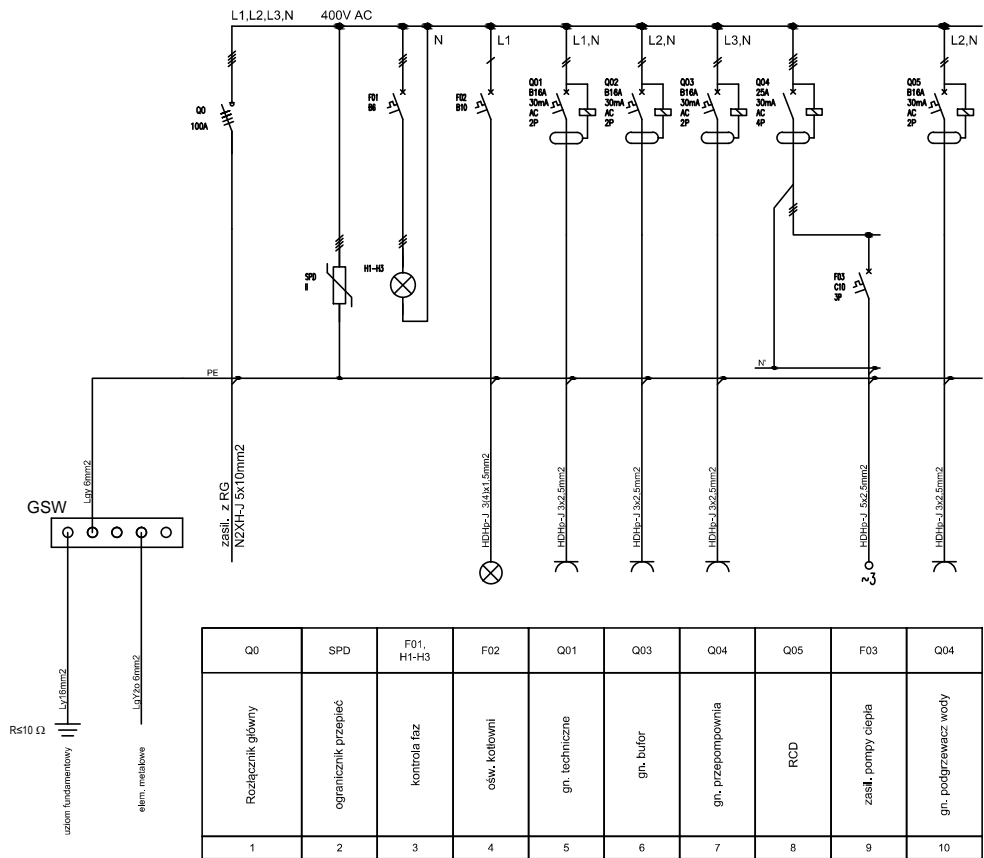 L1,L2,L3,N 400V AC
N
L1
L1,N
L2,N
L3,N
L2,N
Q0
100A
F01
B6
F02
B10
Q01
B16A
30mA
AC
2P
Q02
B16A
30mA
AC
2P
Q03
B16A
30mA
AC
2P
Q04
25A
30mA
AC
4P
Q05
B16A
30mA
AC
2P
SPD
II
H1-H3
F03
C10
3P
N'
PE
Lgy 6mm2
GSW
zasil. z RG
N2XH-J 5x10mm2
HDHp-J 3(4)x1,5mm2
HDHp-J 3x2,5mm2
HDHp-J 3x2,5mm2
HDHp-J 3x2,5mm2
HDHp-J 5x2,5mm2
HDHp-J 3x2,5mm2
~3
Ly16mm2
LgYżo 6mm2
R≤10 Ω
uziom fundamentowy
elem. metalowe
Q0 SPD F01, H1-H3 F02 Q01 Q03 Q04 Q05 F03 Q04
Rozłącznik główny
ogranicznik przepięć
kontrola faz
ośw. kotłowni
gn. techniczne
gn. bufor
gn. przepompownia
RCD
zasil. pompy ciepła
gn. podgrzewacz wody
1 2 3 4 5 6 7 8 9 10